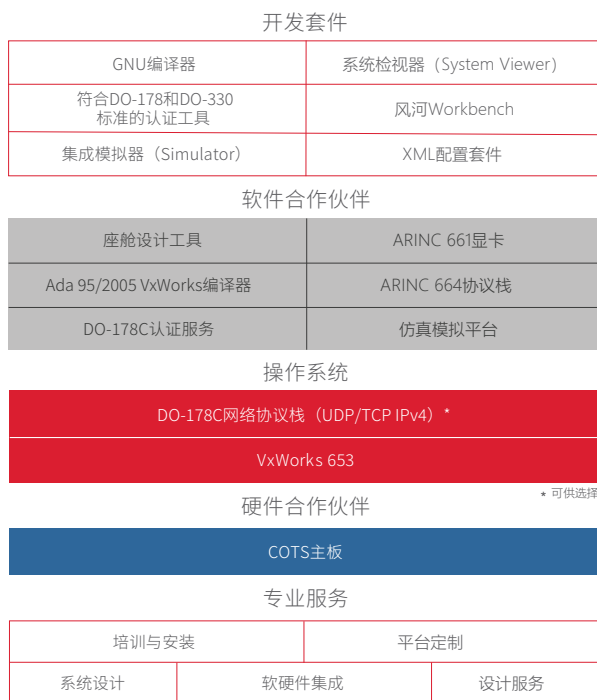 开发套件
GNU编译器
系统检视器（System Viewer）
符合DO-178和DO-330
标准的认证工具
风河Workbench
集成模拟器（Simulator）
XML配置套件
软件合作伙伴
座舱设计工具
ARINC 661显卡
Ada 95/2005 VxWorks编译器
ARINC 664协议栈
DO-178C认证服务
仿真模拟平台
操作系统
DO-178C网络协议栈（UDP/TCP IPv4）*
VxWorks 653
* 可供选择
硬件合作伙伴
COTS主板
专业服务
培训与安装
平台定制
系统设计
软硬件集成
设计服务